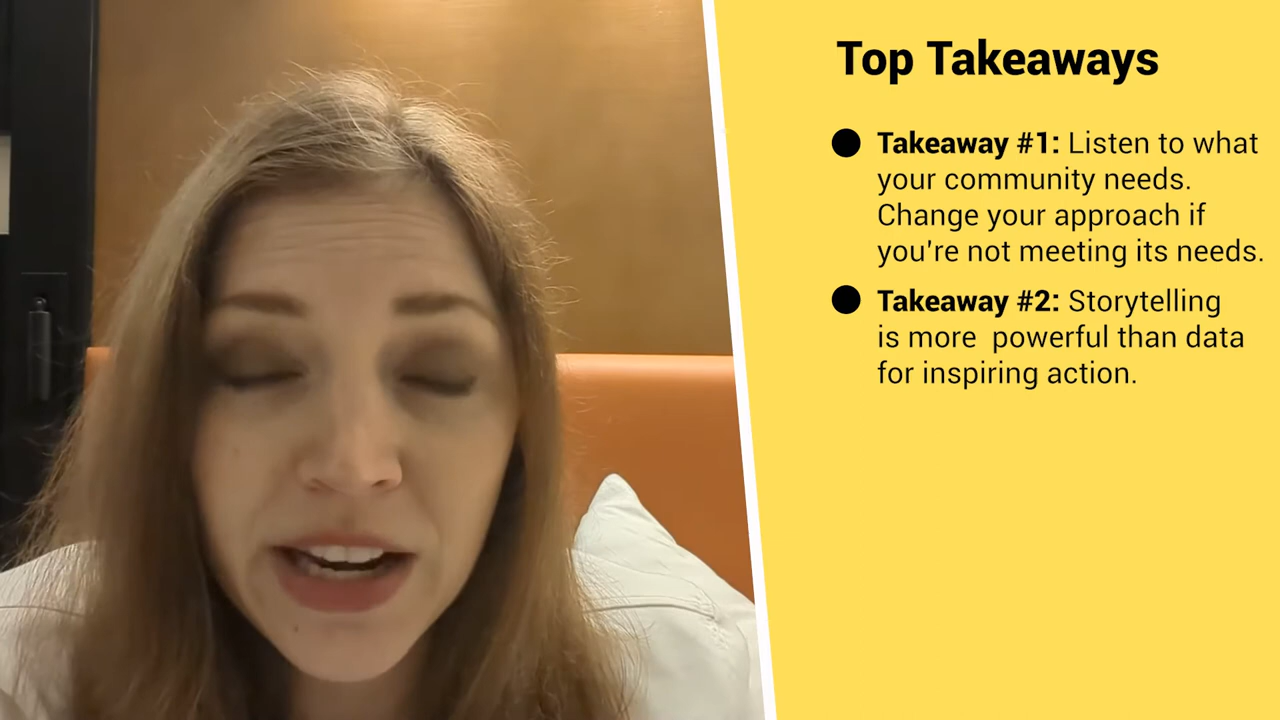 Top Takeaways
Takeaway #1: Listen to what
your community needs.
Change your approach if
you're not meeting its needs.
Takeaway #2: Storytelling
is more  powerful than data
for inspiring action.